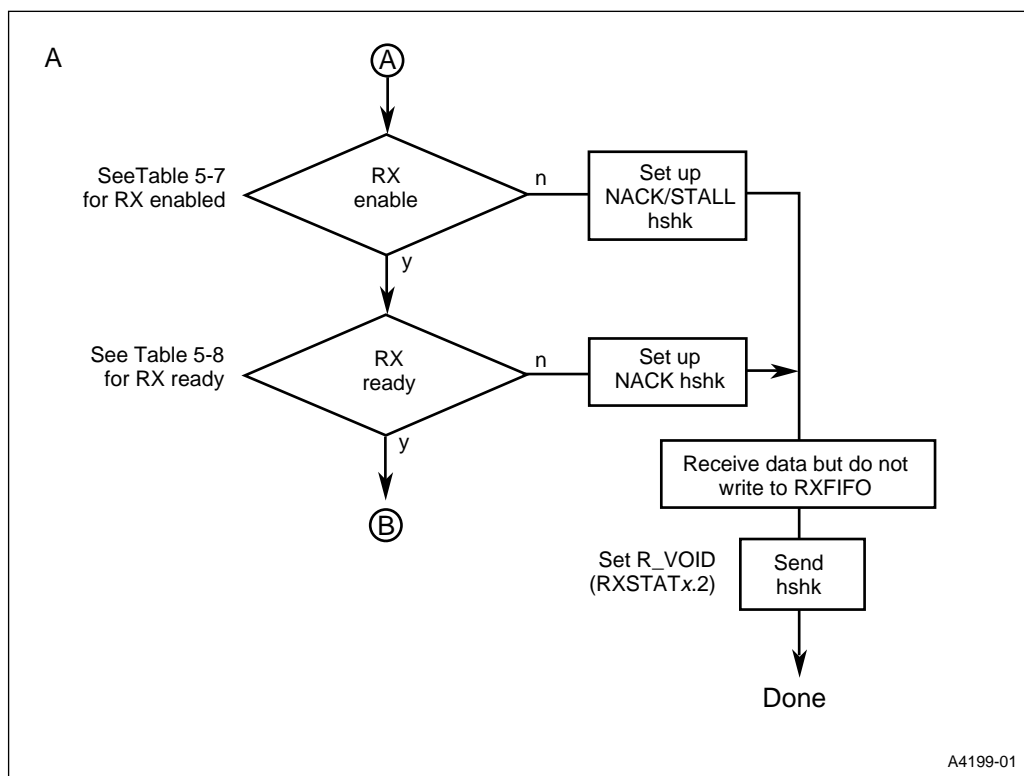 A
A
SeeTable 5-7
for RX enabled
RX
enable
n
Set up
NACK/STALL
hshk
y
See Table 5-8
for RX ready
RX
ready
n
Set up
NACK hshk
y
B
Receive data but do not
write to RXFIFO
Set R_VOID
(RXSTATx.2)
Send
hshk
Done
A4199-01